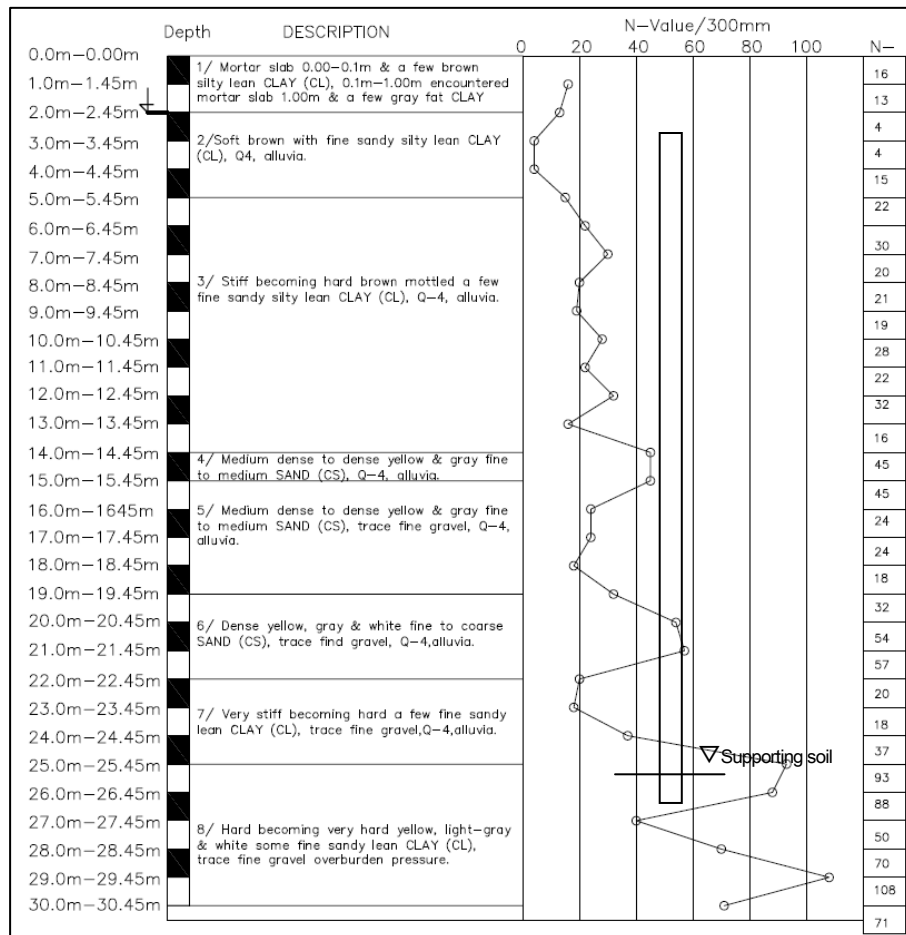 Depth DESCRIPTION N-Value/300mm
0 20 40 60 80 100 N-
0.0m-0.00m
1.0m-1.45m
2.0m-2.45m
3.0m-3.45m
4.0m-4.45m
5.0m-5.45m
6.0m-6.45m
7.0m-7.45m
8.0m-8.45m
9.0m-9.45m
10.0m-10.45m
11.0m-11.45m
12.0m-12.45m
13.0m-13.45m
14.0m-14.45m
15.0m-15.45m
16.0m-1645m
17.0m-17.45m
18.0m-18.45m
19.0m-19.45m
20.0m-20.45m
21.0m-21.45m
22.0m-22.45m
23.0m-23.45m
24.0m-24.45m
25.0m-25.45m
26.0m-26.45m
27.0m-27.45m
28.0m-28.45m
29.0m-29.45m
30.0m-30.45m
1/ Mortar slab 0.00-0.1m & a few brown
silty lean CLAY (CL), 0.1m-1.00m encountered
mortar slab 1.00m & a few gray fat CLAY
2/Soft brown with fine sandy silty lean CLAY
(CL), Q4, alluvia.
3/ Stiff becoming hard brown mottled a few
fine sandy silty lean CLAY (CL), Q-4, alluvia.
4/ Medium dense to dense yellow & gray fine
to medium SAND (CS), Q-4, alluvia.
5/ Medium dense to dense yellow & gray fine
to medium SAND (CS), trace fine gravel, Q-4,
alluvia.
6/ Dense yellow, gray & white fine to coarse
SAND (CS), trace find gravel, Q-4,alluvia.
7/ Very stiff becoming hard a few fine sandy
lean CLAY (CL), trace fine gravel,Q-4,alluvia.
8/ Hard becoming very hard yellow, light-gray
& white some fine sandy lean CLAY (CL),
trace fine gravel overburden pressure.
Supporting soil
16
13
4
4
15
22
30
20
21
19
28
22
32
16
45
45
24
24
18
32
54
57
20
18
37
93
88
50
70
108
71